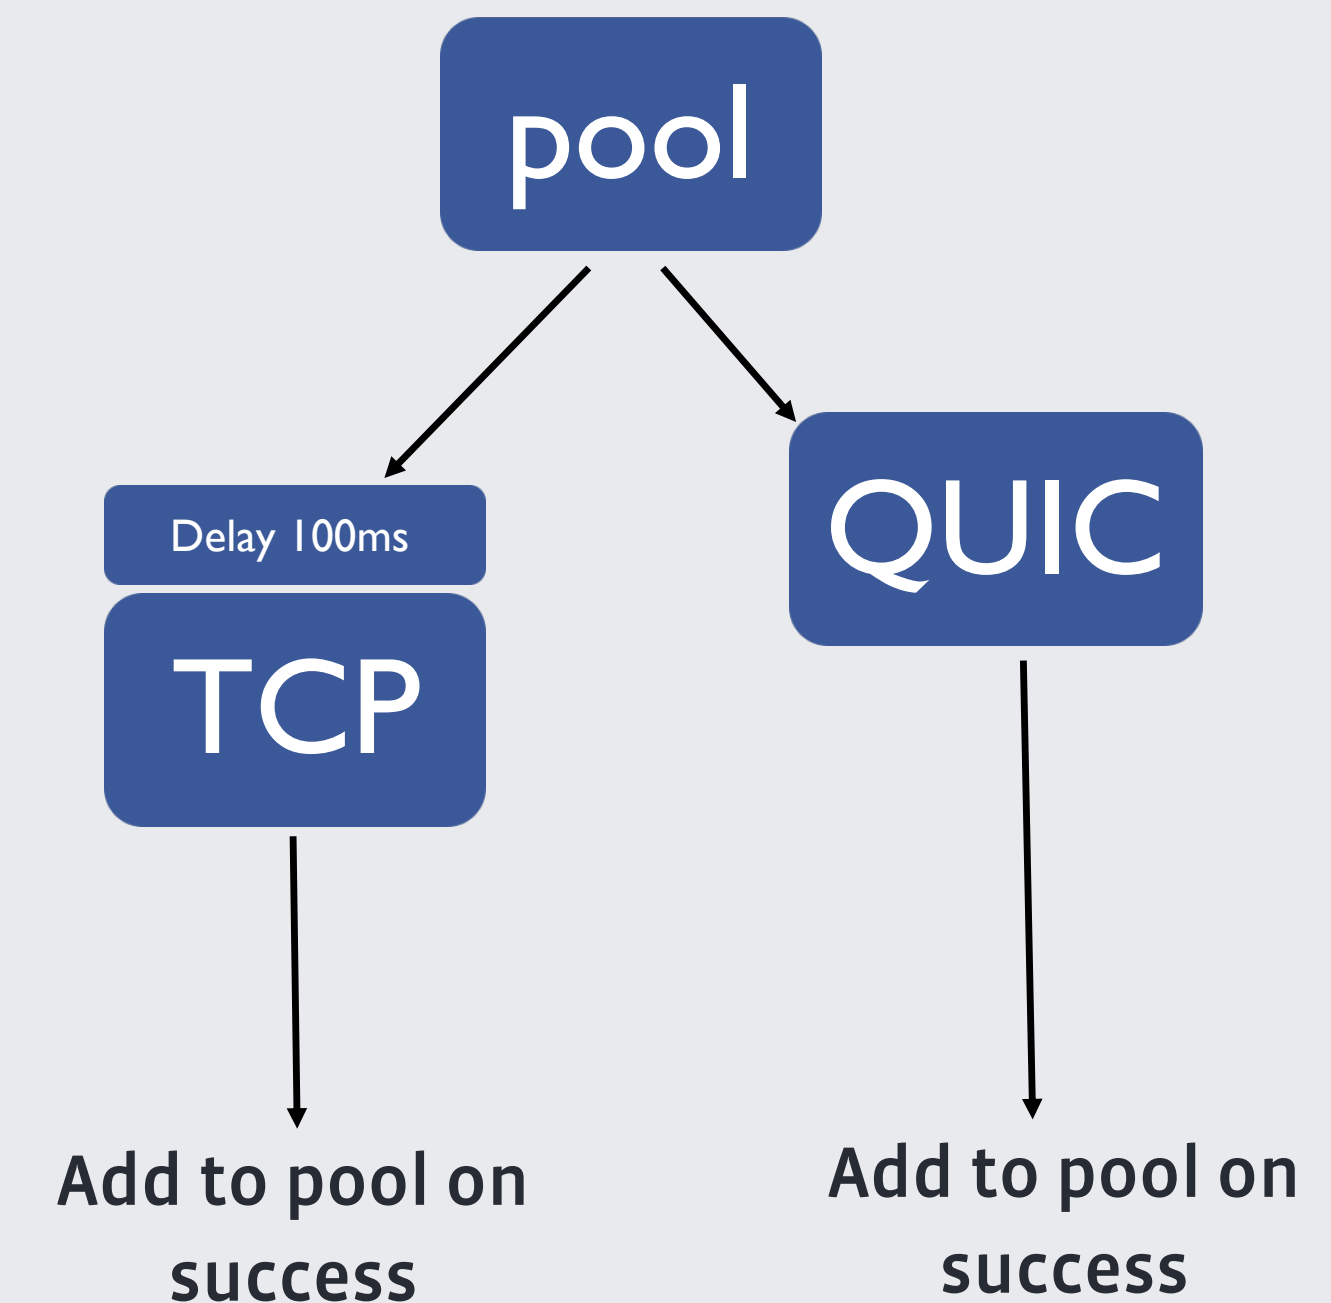 pool
Delay 100ms
TCP
QUIC
Add to pool on
success
Add to pool on
success